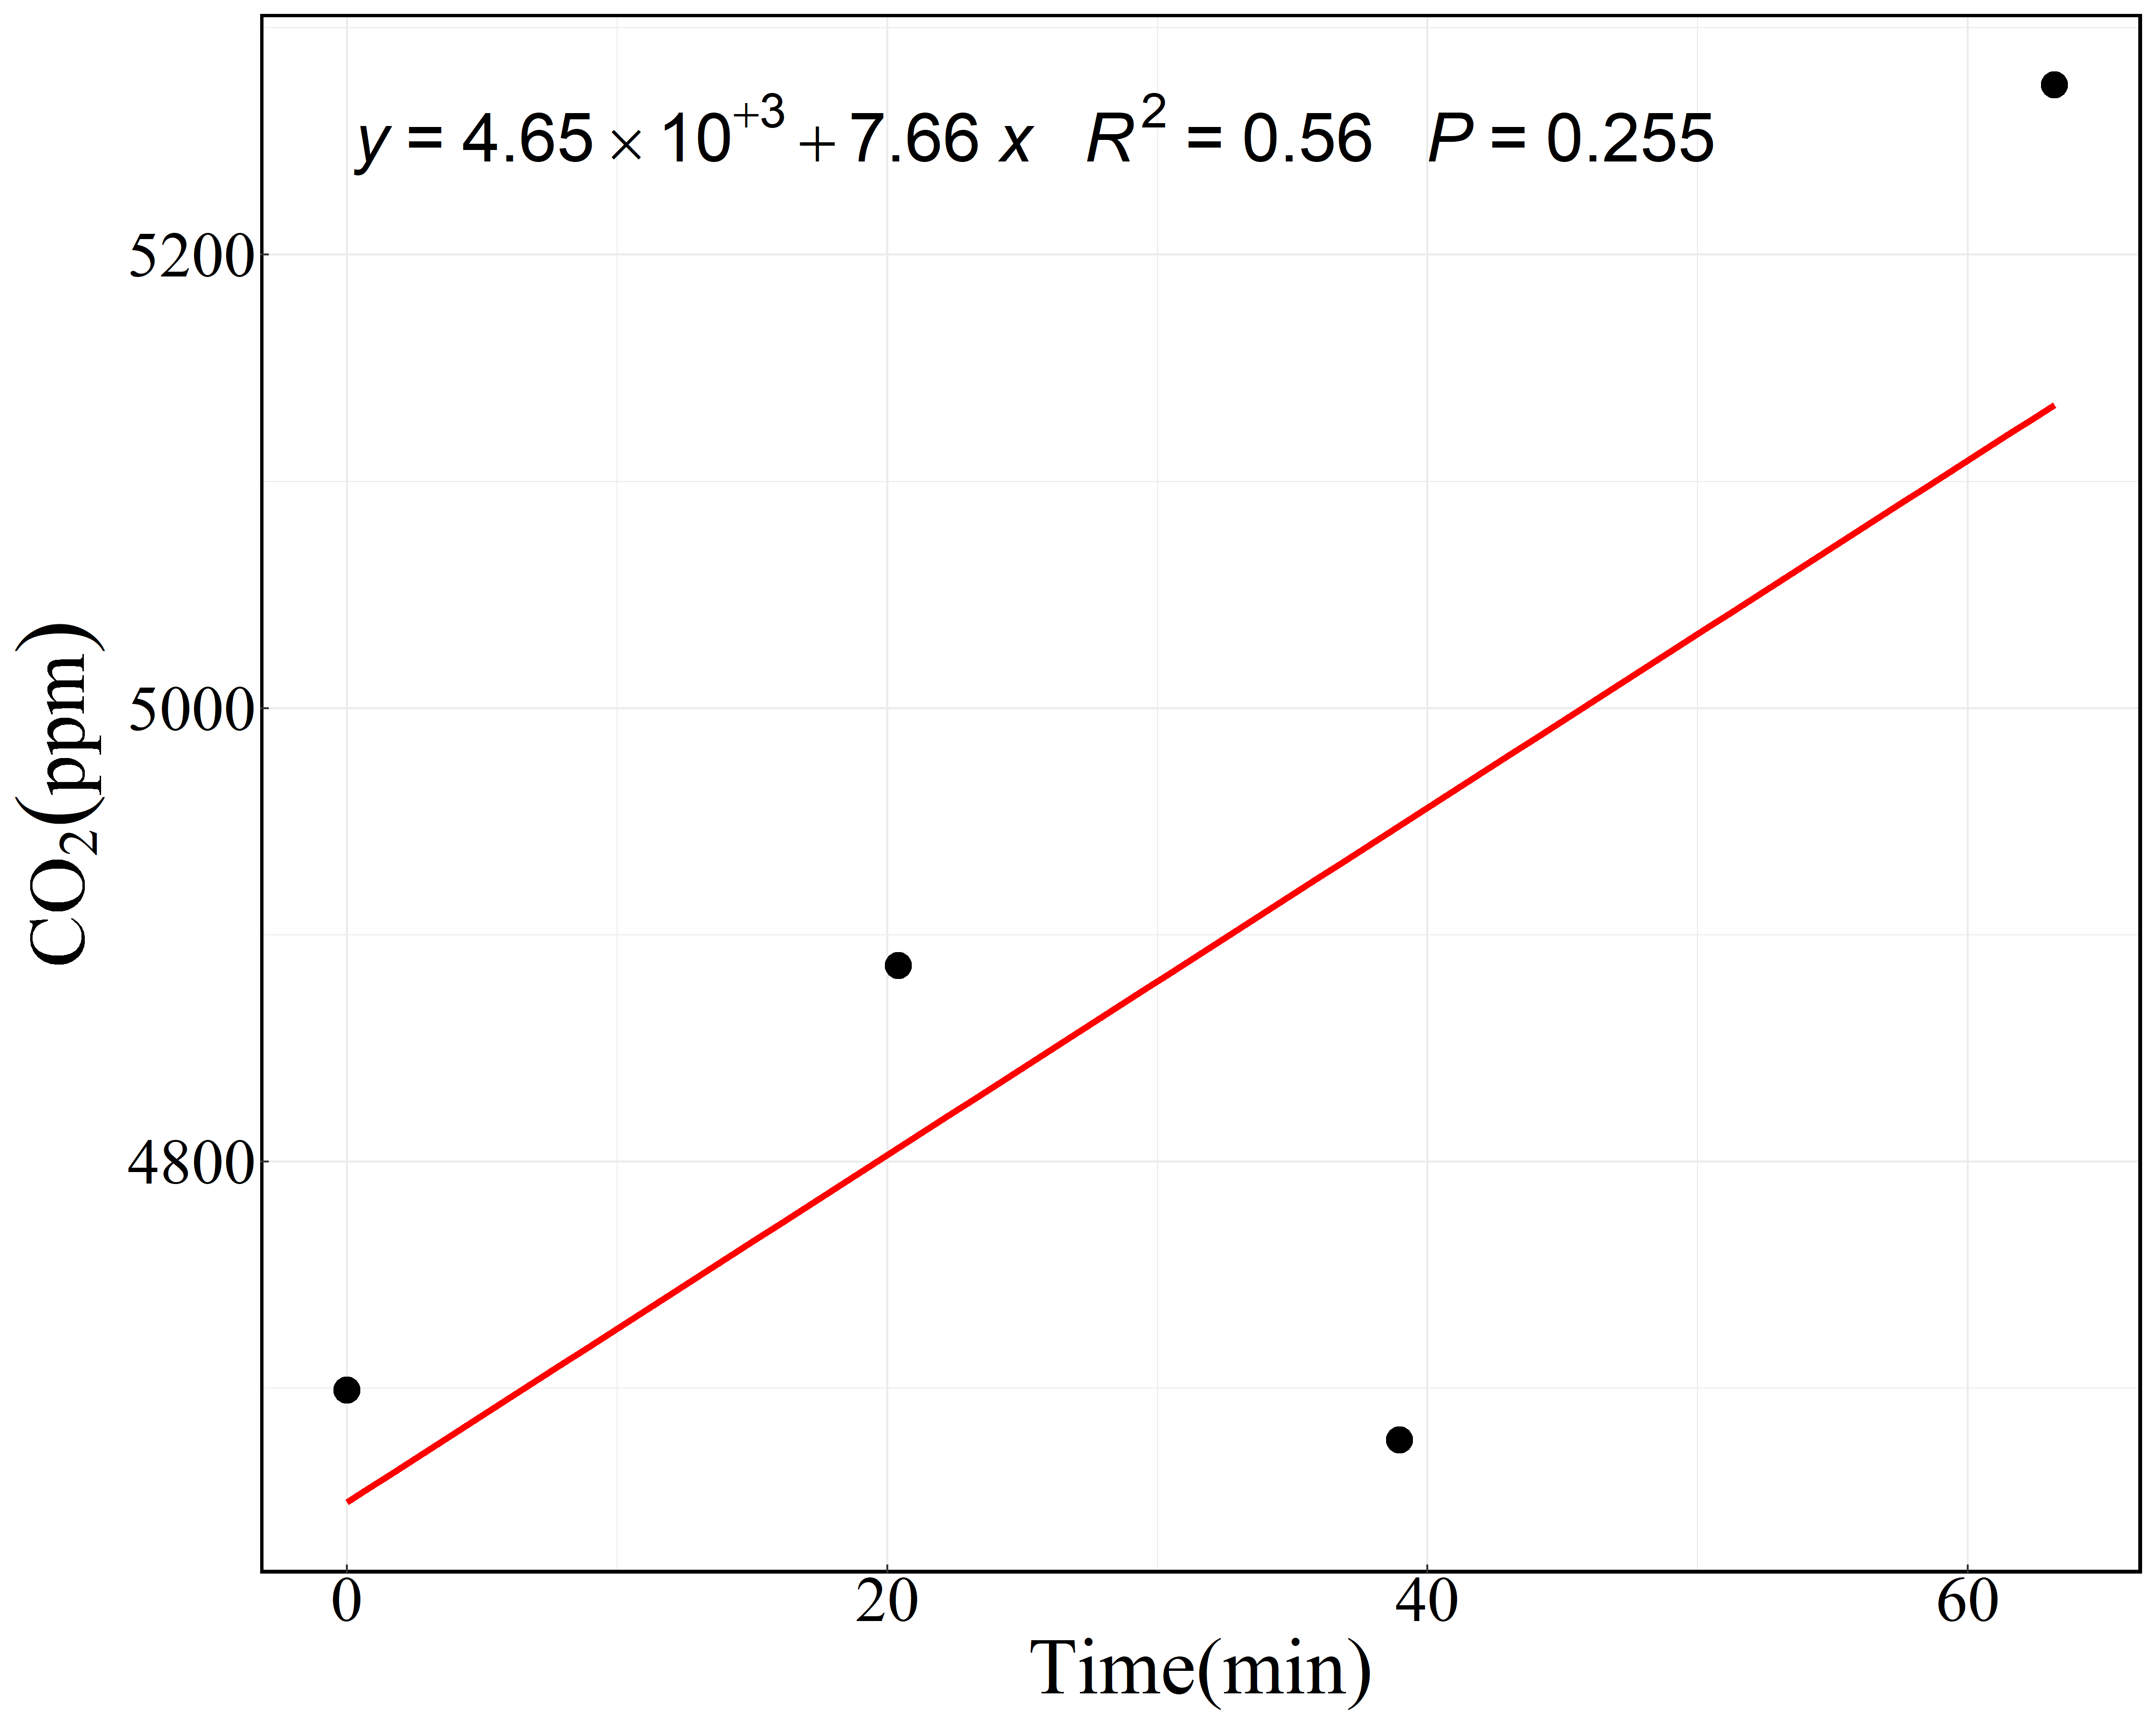 y = 4.65 × 10⁺³ + 7.66 x R² = 0.56 P = 0.255
5200
5000
4800
CO₂(ppm)
0 20 40 60
Time(min)